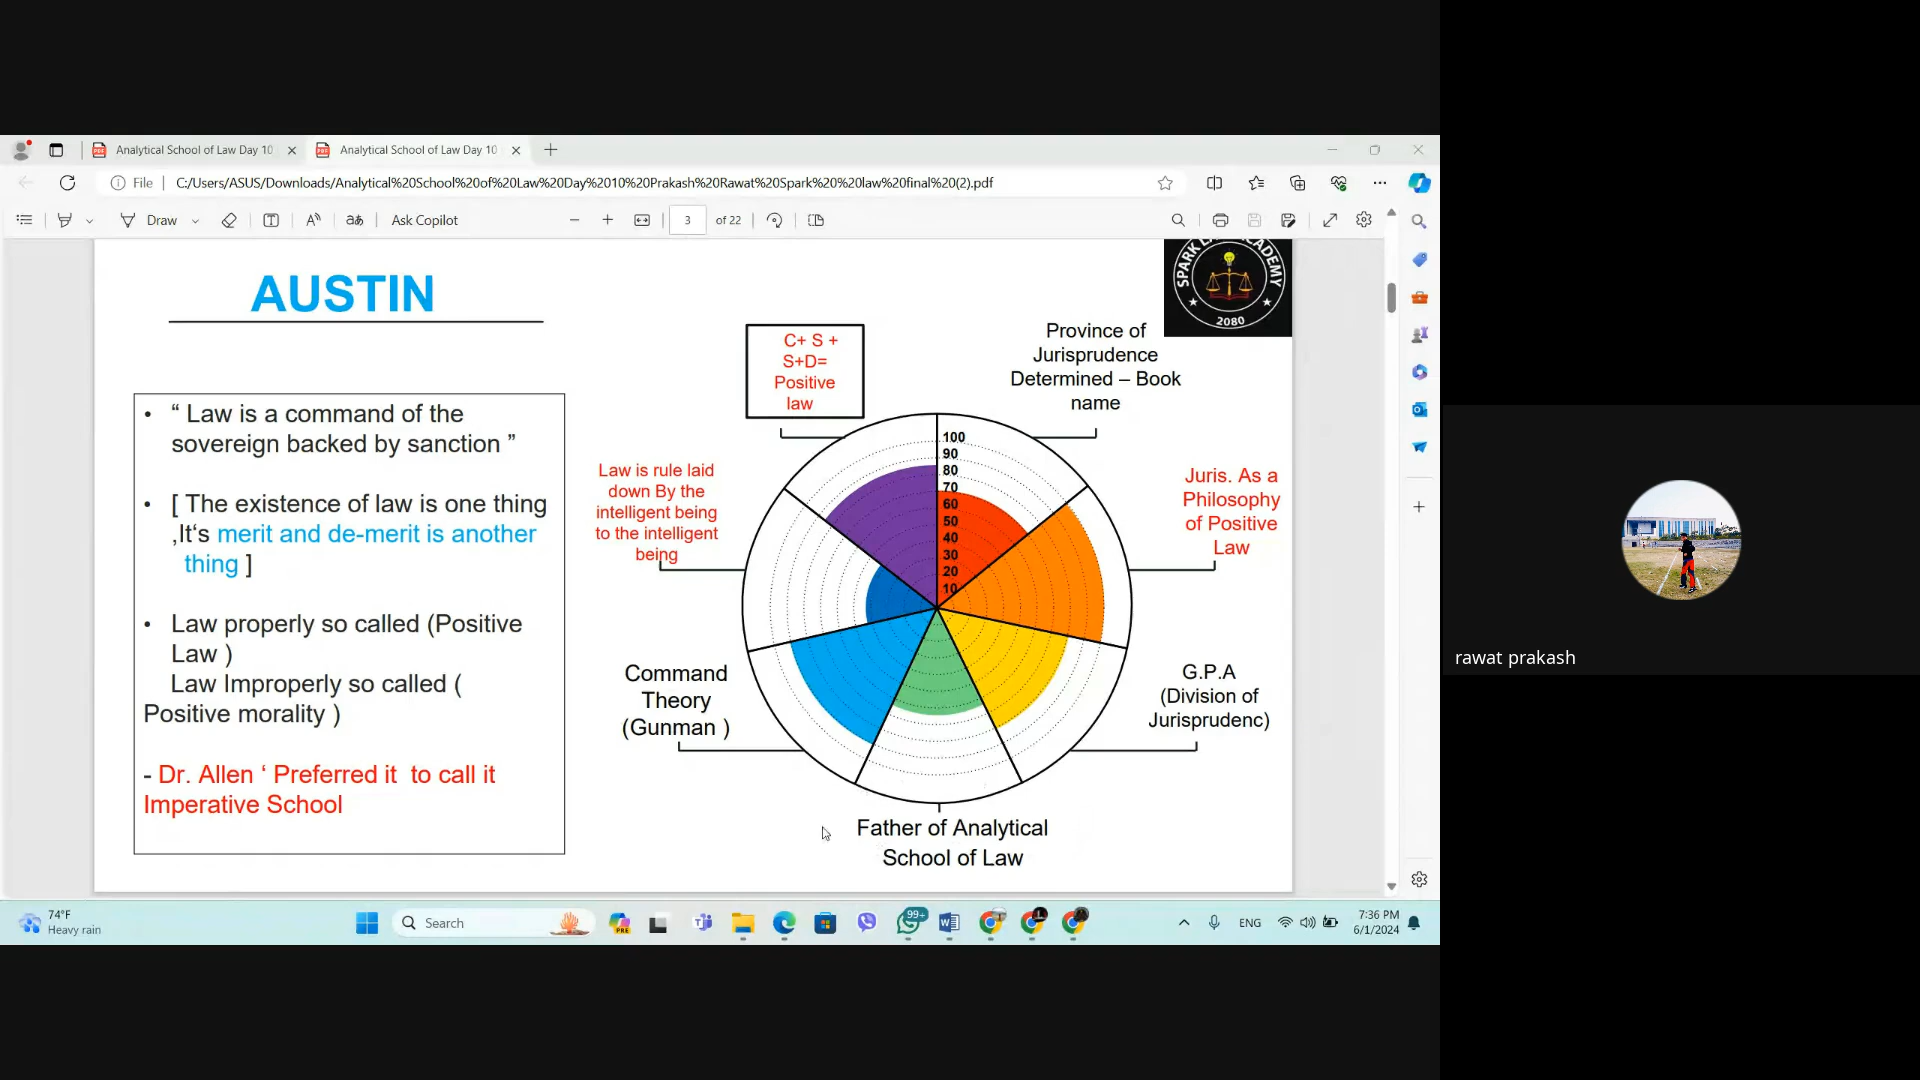 Analytical School of Law Day 10
Analytical School of Law Day 10
File
C:/Users/ASUS/Downloads/Analytical%20School%20of%20Law%20Day%2010%20Prakash%20Rawat%20Spark%20%20law%20final%20(2).pdf
Draw
aあ
Ask Copilot
3
of 22
SPARK
ACADEMY
2080
AUSTIN
• “ Law is a command of the
sovereign backed by sanction ”
• [ The existence of law is one thing
,It‘s merit and de-merit is another
thing ]
• Law properly so called (Positive
Law )
Law Improperly so called (
Positive morality )
- Dr. Allen ‘ Preferred it to call it
Imperative School
C+ S +
S+D=
Positive
law
Province of
Jurisprudence
Determined – Book
name
Law is rule laid
down By the
intelligent being
to the intelligent
being
Juris. As a
Philosophy
of Positive
Law
100
90
80
70
60
50
40
30
20
10
Command
Theory
(Gunman )
G.P.A
(Division of
Jurisprudenc)
Father of Analytical
School of Law
rawat prakash
74°F
Heavy rain
Search
PRE
99+
ENG
7:36 PM
6/1/2024